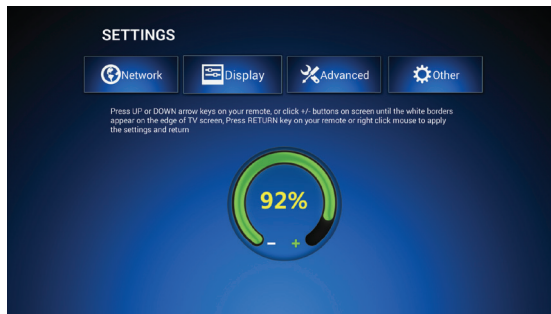 SETTINGS
Network
Display
Advanced
Other
Press UP or DOWN arrow keys on your remote, or click +/- buttons on screen until the white borders
appear on the edge of TV screen, Press RETURN key on your remote or right click mouse to apply
the settings and return
92%
- +